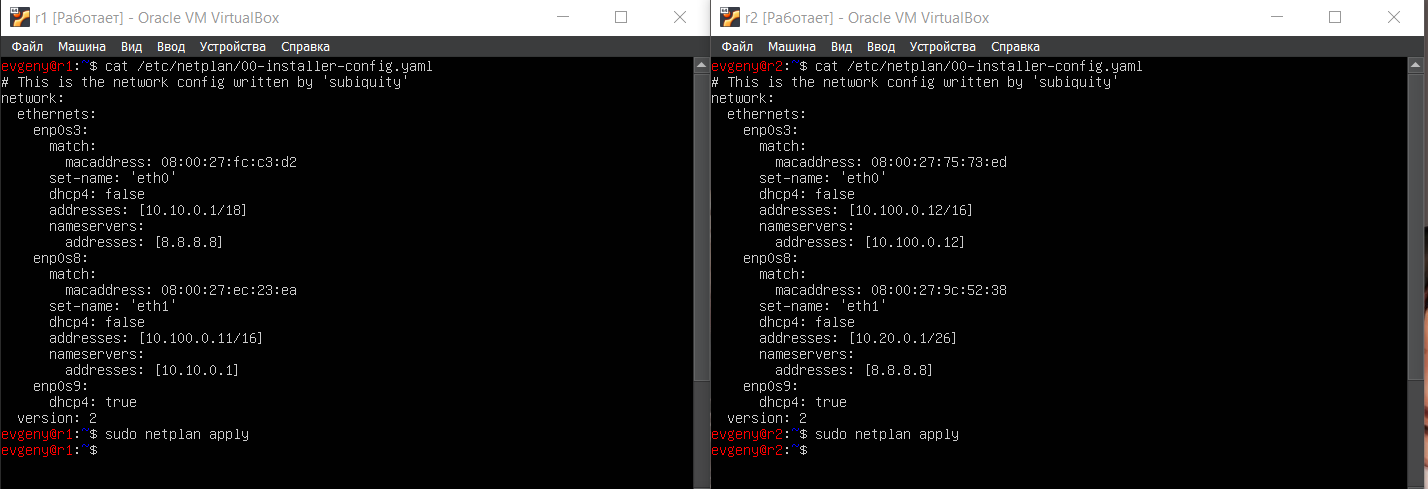 r1 [Работает] - Oracle VM VirtualBox
Файл Машина Вид Ввод Устройства Справка
evgeny@r1:~$ cat /etc/netplan/00-installer-config.yaml
# This is the network config written by 'subiquity'
network:
  ethernets:
    enp0s3:
      match:
        macaddress: 08:00:27:fc:c3:d2
      set-name: 'eth0'
      dhcp4: false
      addresses: [10.10.0.1/18]
      nameservers:
        addresses: [8.8.8.8]
    enp0s8:
      match:
        macaddress: 08:00:27:ec:23:ea
      set-name: 'eth1'
      dhcp4: false
      addresses: [10.100.0.11/16]
      nameservers:
        addresses: [10.10.0.1]
    enp0s9:
      dhcp4: true
  version: 2
evgeny@r1:~$ sudo netplan apply
evgeny@r1:~$
r2 [Работает] - Oracle VM VirtualBox
Файл Машина Вид Ввод Устройства Справка
evgeny@r2:~$ cat /etc/netplan/00-installer-config.yaml
# This is the network config written by 'subiquity'
network:
  ethernets:
    enp0s3:
      match:
        macaddress: 08:00:27:75:73:ed
      set-name: 'eth0'
      dhcp4: false
      addresses: [10.100.0.12/16]
      nameservers:
        addresses: [10.100.0.12]
    enp0s8:
      match:
        macaddress: 08:00:27:9c:52:38
      set-name: 'eth1'
      dhcp4: false
      addresses: [10.20.0.1/26]
      nameservers:
        addresses: [8.8.8.8]
    enp0s9:
      dhcp4: true
  version: 2
evgeny@r2:~$ sudo netplan apply
evgeny@r2:~$